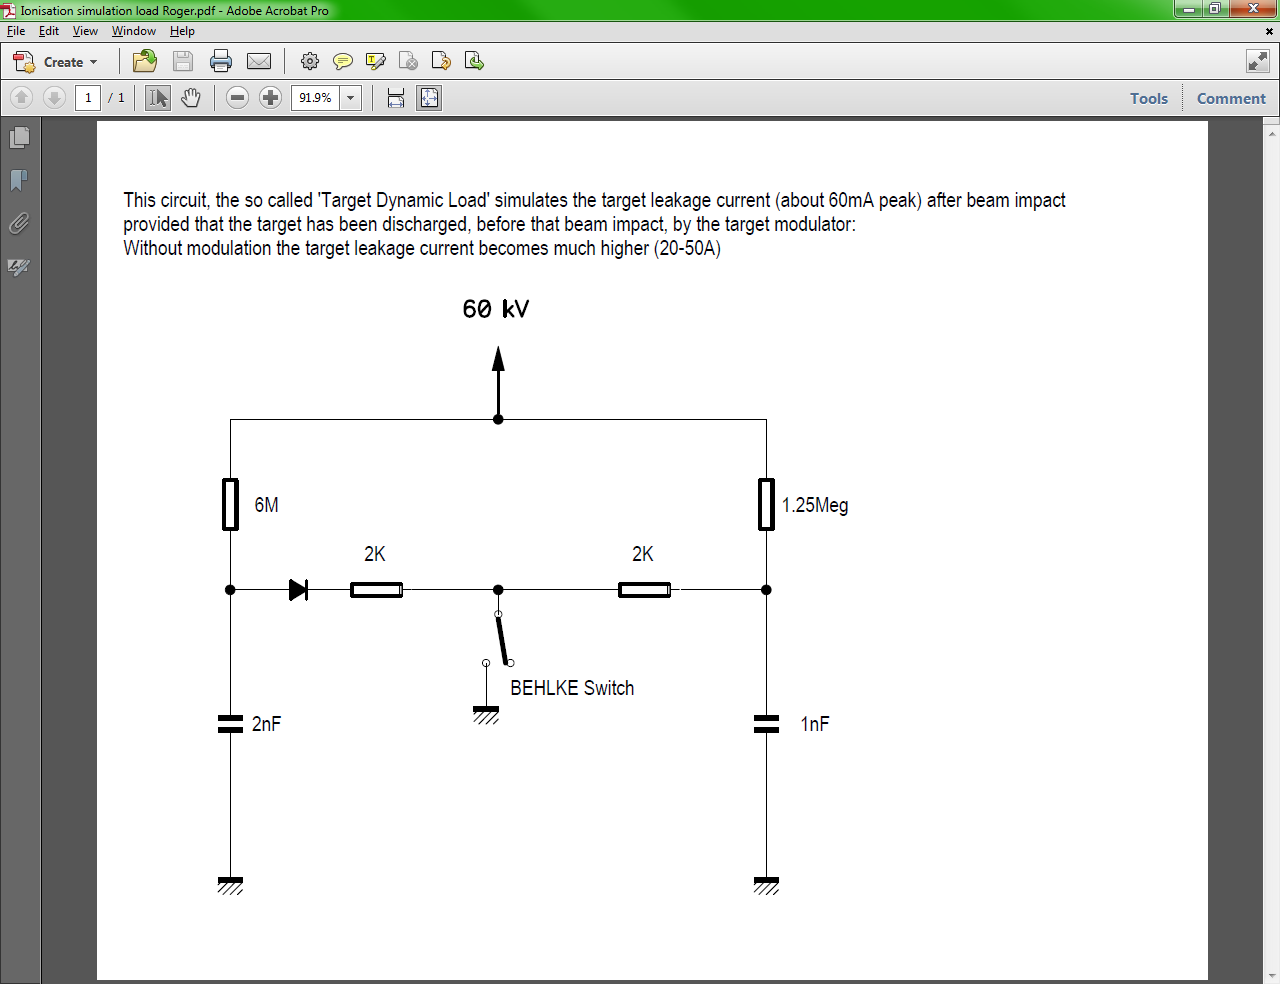 Ionisation simulation load Roger.pdf - Adobe Acrobat Pro
File Edit View Window Help
Create
1 / 1 91.9% Tools Comment
This circuit, the so called 'Target Dynamic Load' simulates the target leakage current (about 60mA peak) after beam impact
provided that the target has been discharged, before that beam impact, by the target modulator:
Without modulation the target leakage current becomes much higher (20-50A)
60 kV
6M
1.25Meg
2K
2K
BEHLKE Switch
2nF
1nF